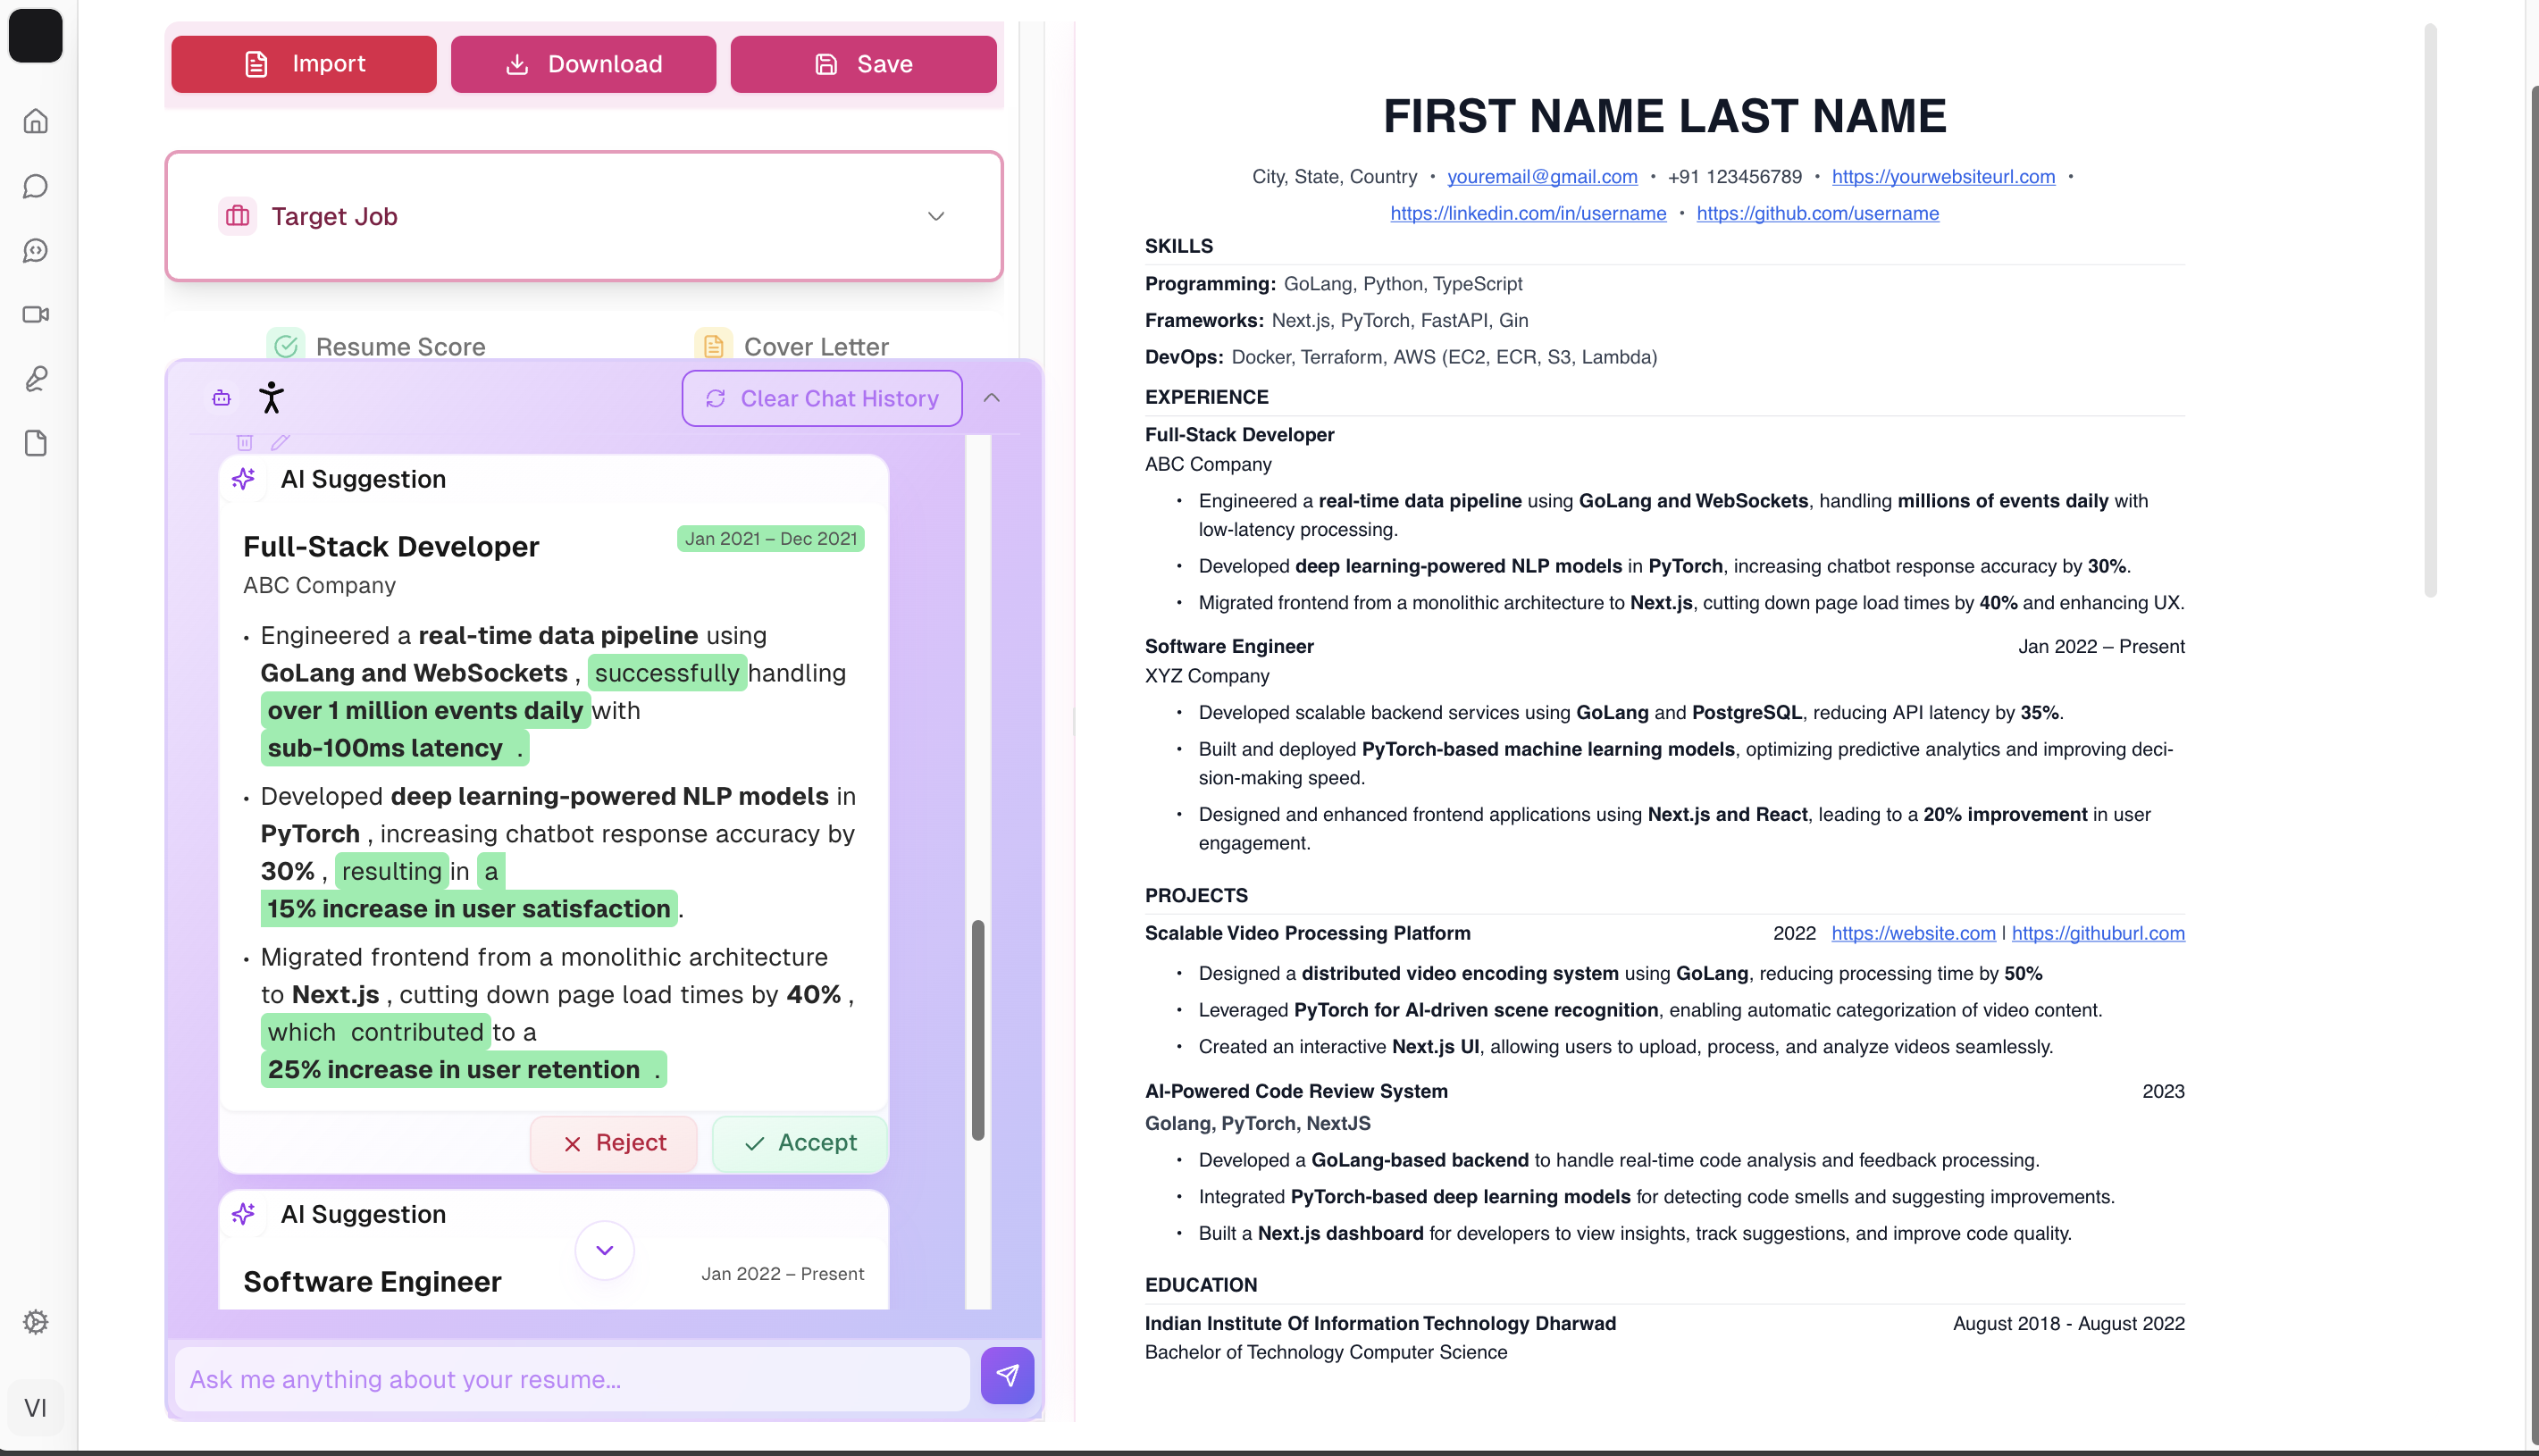 Import
Download
Save
Target Job
Resume Score
Cover Letter
Clear Chat History
AI Suggestion
Full-Stack Developer
Jan 2021 – Dec 2021
ABC Company
• Engineered a real-time data pipeline using
GoLang and WebSockets , successfully handling
over 1 million events daily with
sub-100ms latency .
• Developed deep learning-powered NLP models in
PyTorch , increasing chatbot response accuracy by
30% , resulting in a
15% increase in user satisfaction .
• Migrated frontend from a monolithic architecture
to Next.js , cutting down page load times by 40% ,
which contributed to a
25% increase in user retention .
Reject
Accept
AI Suggestion
Software Engineer
Jan 2022 – Present
Ask me anything about your resume...
VI
FIRST NAME LAST NAME
City, State, Country • youremail@gmail.com • +91 123456789 • https://yourwebsiteurl.com •
https://linkedin.com/in/username • https://github.com/username
SKILLS
Programming: GoLang, Python, TypeScript
Frameworks: Next.js, PyTorch, FastAPI, Gin
DevOps: Docker, Terraform, AWS (EC2, ECR, S3, Lambda)
EXPERIENCE
Full-Stack Developer
ABC Company
• Engineered a real-time data pipeline using GoLang and WebSockets, handling millions of events daily with
low-latency processing.
• Developed deep learning-powered NLP models in PyTorch, increasing chatbot response accuracy by 30%.
• Migrated frontend from a monolithic architecture to Next.js, cutting down page load times by 40% and enhancing UX.
Software Engineer Jan 2022 – Present
XYZ Company
• Developed scalable backend services using GoLang and PostgreSQL, reducing API latency by 35%.
• Built and deployed PyTorch-based machine learning models, optimizing predictive analytics and improving deci-
sion-making speed.
• Designed and enhanced frontend applications using Next.js and React, leading to a 20% improvement in user
engagement.
PROJECTS
Scalable Video Processing Platform 2022 https://website.com | https://githuburl.com
• Designed a distributed video encoding system using GoLang, reducing processing time by 50%
• Leveraged PyTorch for AI-driven scene recognition, enabling automatic categorization of video content.
• Created an interactive Next.js UI, allowing users to upload, process, and analyze videos seamlessly.
AI-Powered Code Review System 2023
Golang, PyTorch, NextJS
• Developed a GoLang-based backend to handle real-time code analysis and feedback processing.
• Integrated PyTorch-based deep learning models for detecting code smells and suggesting improvements.
• Built a Next.js dashboard for developers to view insights, track suggestions, and improve code quality.
EDUCATION
Indian Institute Of Information Technology Dharwad August 2018 - August 2022
Bachelor of Technology Computer Science